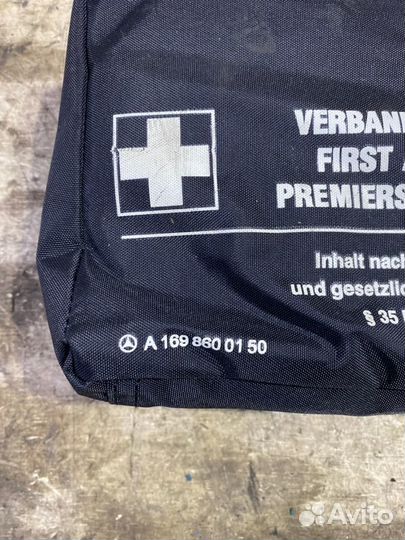 VERBAN
FIRST A
PREMIERS
Inhalt nach
und gesetzlic
§ 35
A 169 860 01 50
Avito